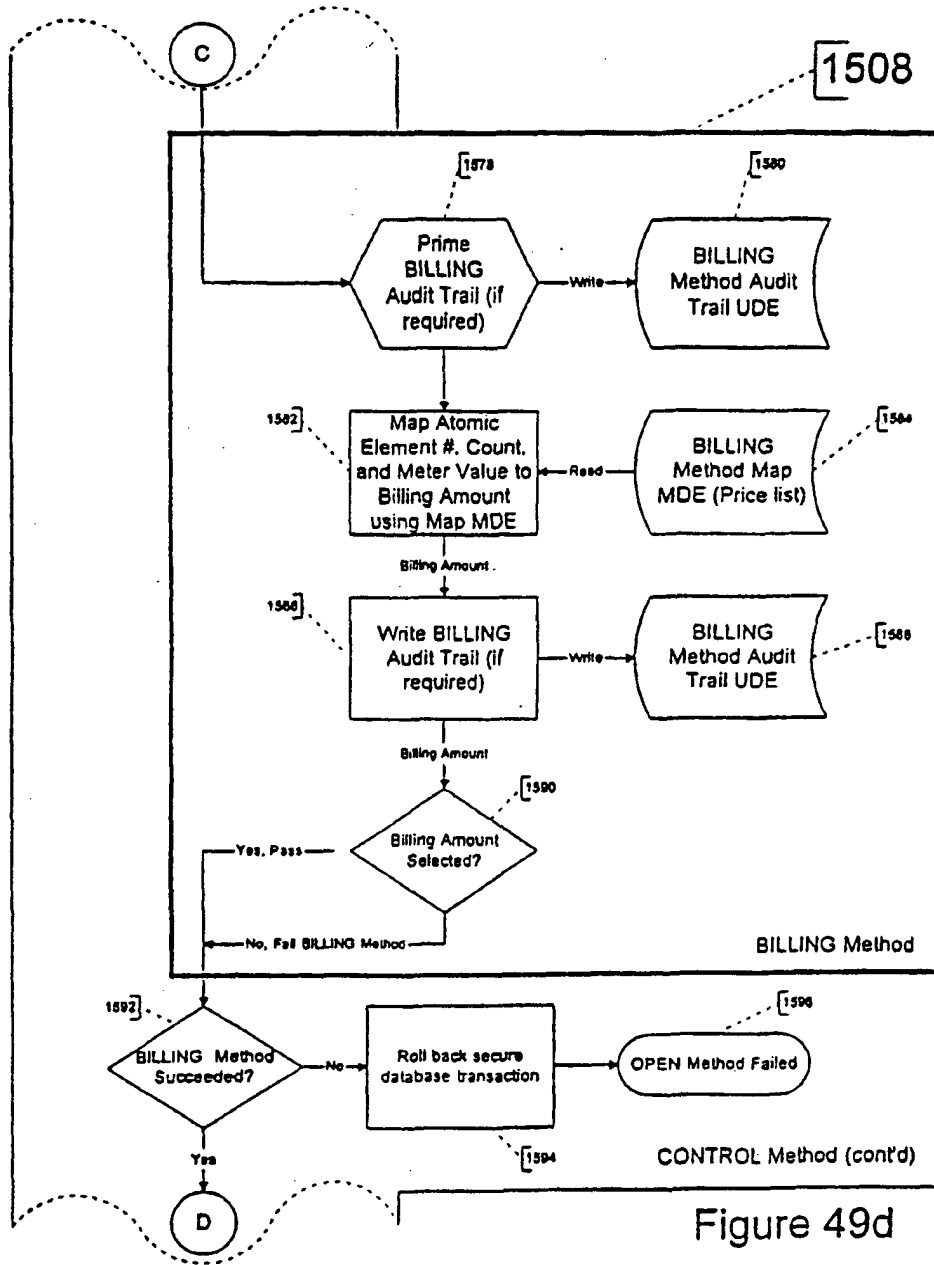 C
1508
1578
1580
Prime
BILLING
Audit Trail (if
required)
Write
BILLING
Method Audit
Trail UDE
1582
1584
Map Atomic
Element #. Count.
and Meter Value to
Billing Amount
using Map MDE
Read
BILLING
Method Map
MDE (Price list)
Billing Amount
1586
1588
Write BILLING
Audit Trail (if
required)
Write
BILLING
Method Audit
Trail UDE
Billing Amount
1590
Billing Amount
Selected?
Yes, Pass
No, Fail BILLING Method
BILLING Method
1592
1596
BILLING Method
Succeeded?
No
Roll back secure
database transaction
OPEN Method Failed
1594
Yes
CONTROL Method (cont'd)
D
Figure 49d